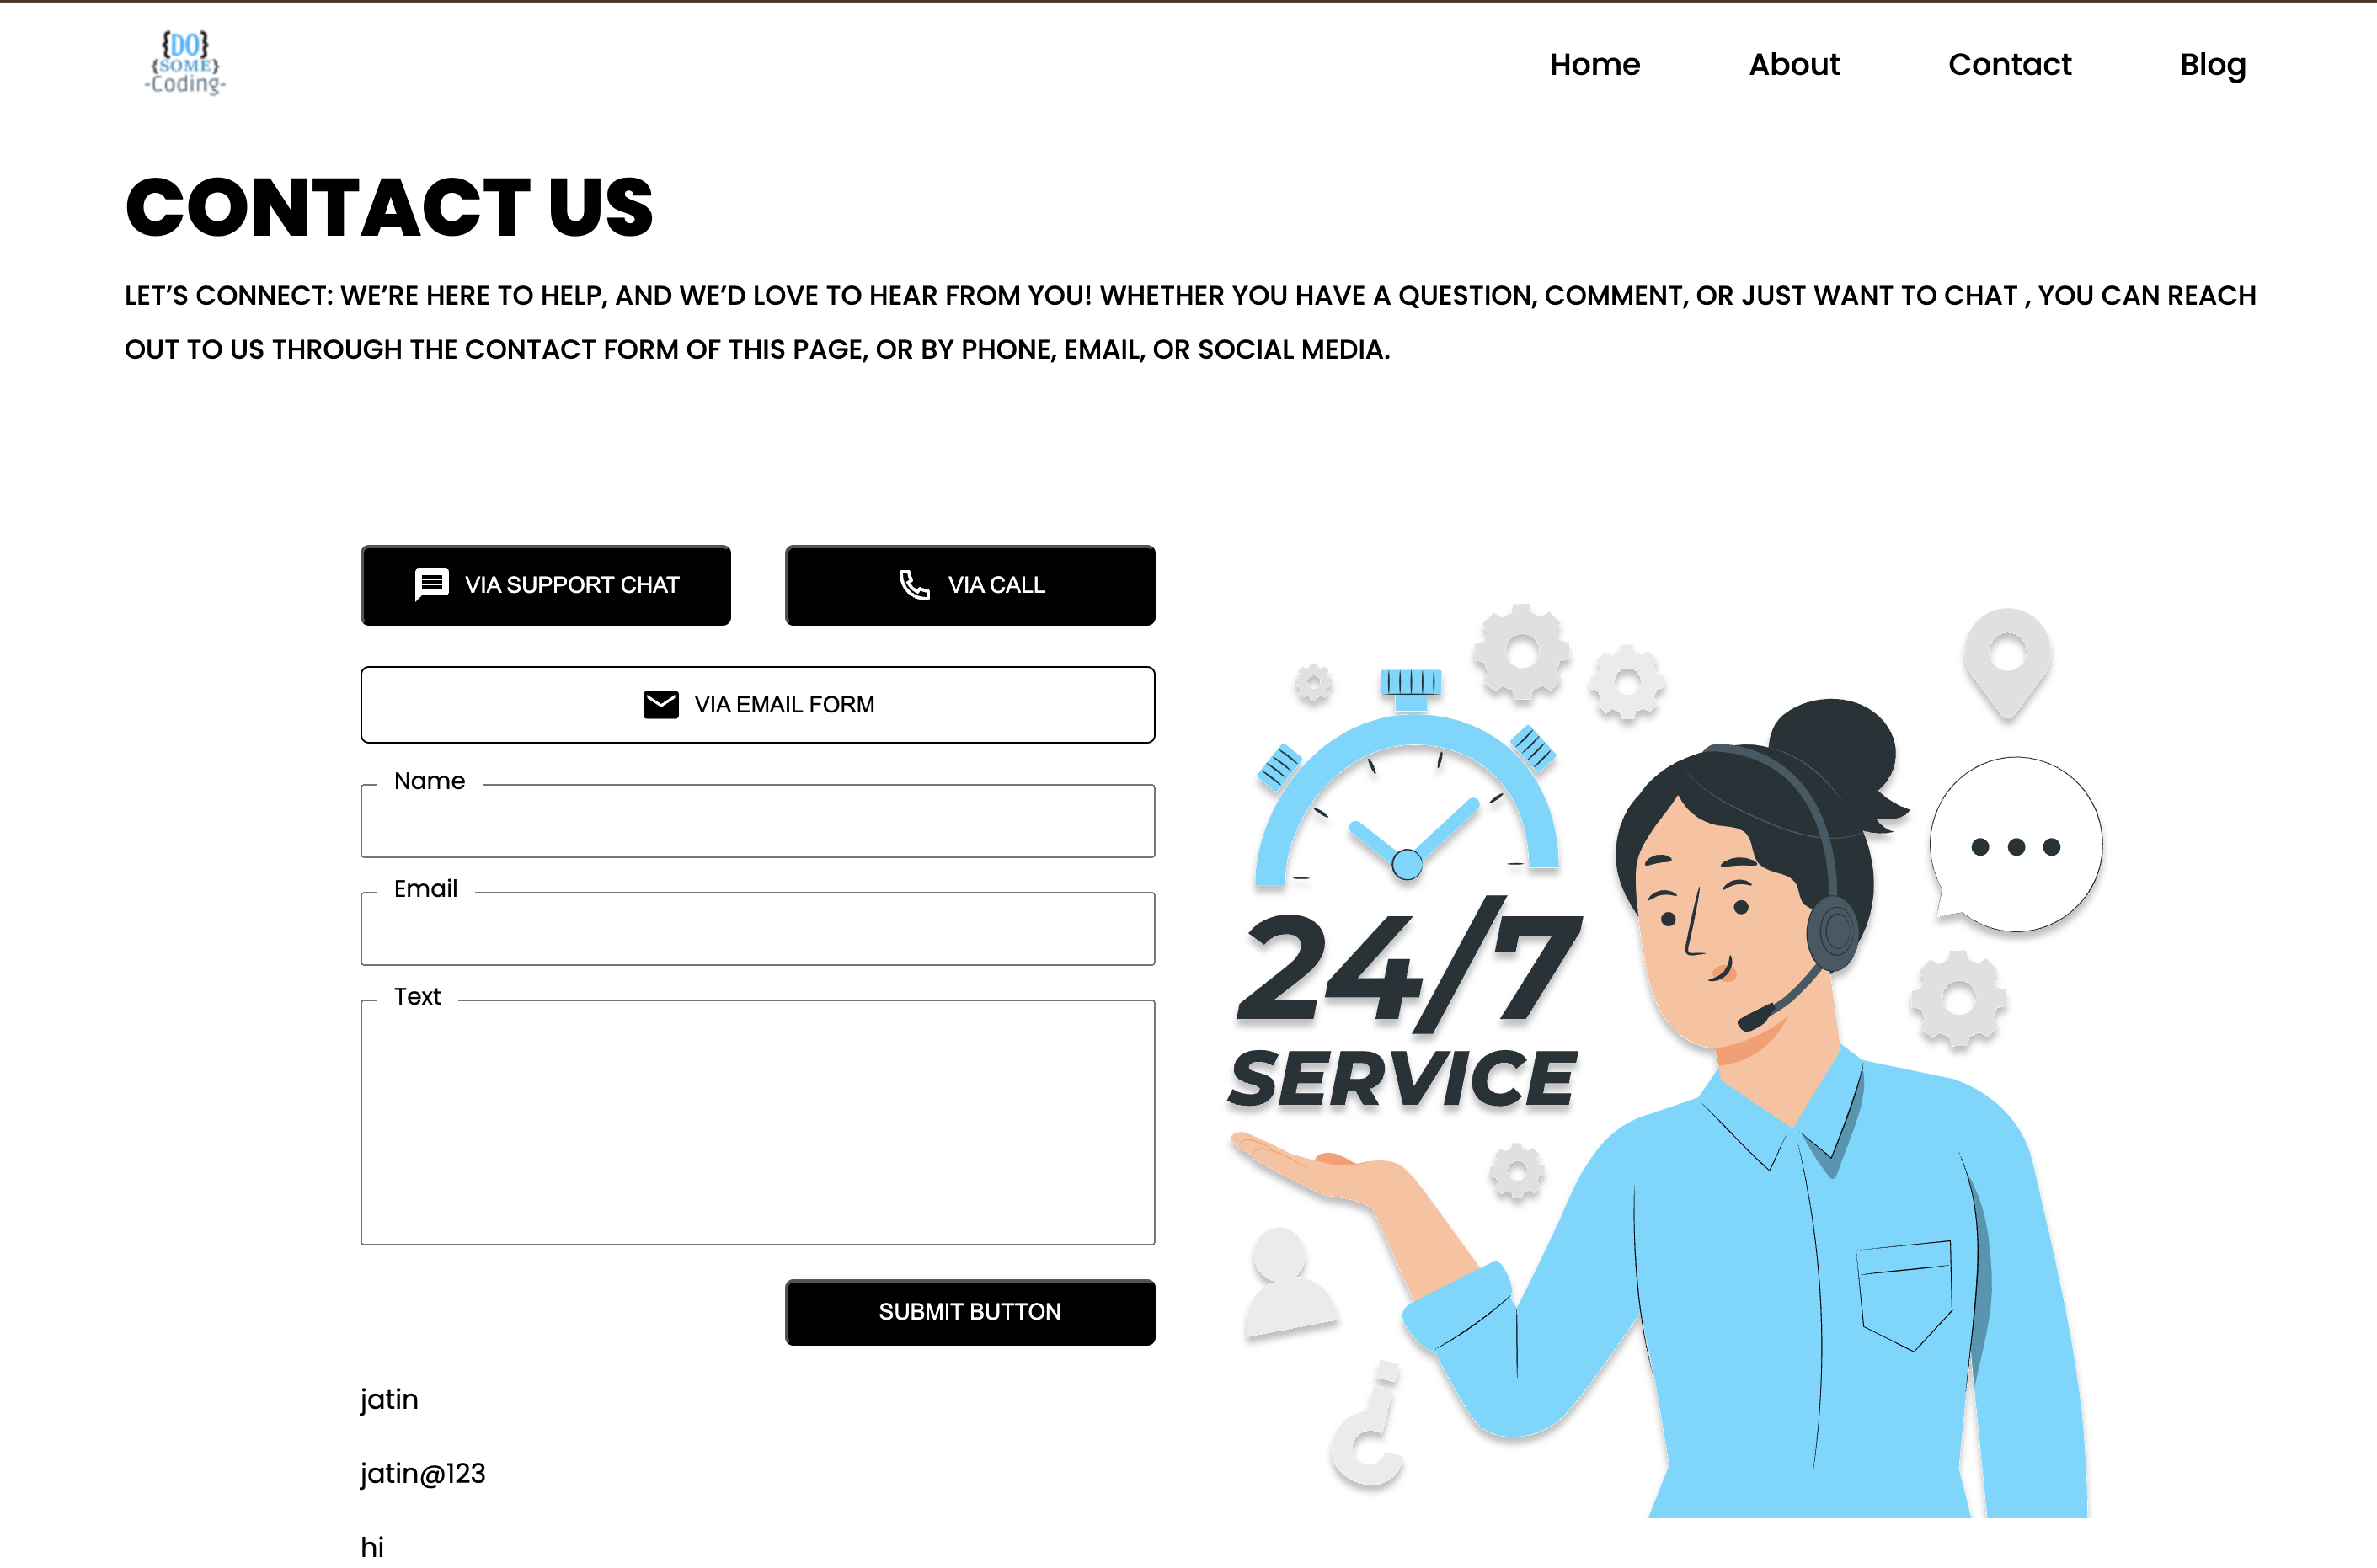 {DO}
{SOME}
-Coding-
Home About Contact Blog
CONTACT US
LET’S CONNECT: WE’RE HERE TO HELP, AND WE’D LOVE TO HEAR FROM YOU! WHETHER YOU HAVE A QUESTION, COMMENT, OR JUST WANT TO CHAT , YOU CAN REACH
OUT TO US THROUGH THE CONTACT FORM OF THIS PAGE, OR BY PHONE, EMAIL, OR SOCIAL MEDIA.
VIA SUPPORT CHAT
VIA CALL
VIA EMAIL FORM
Name
Email
Text
SUBMIT BUTTON
jatin
jatin@123
hi
24/7
SERVICE